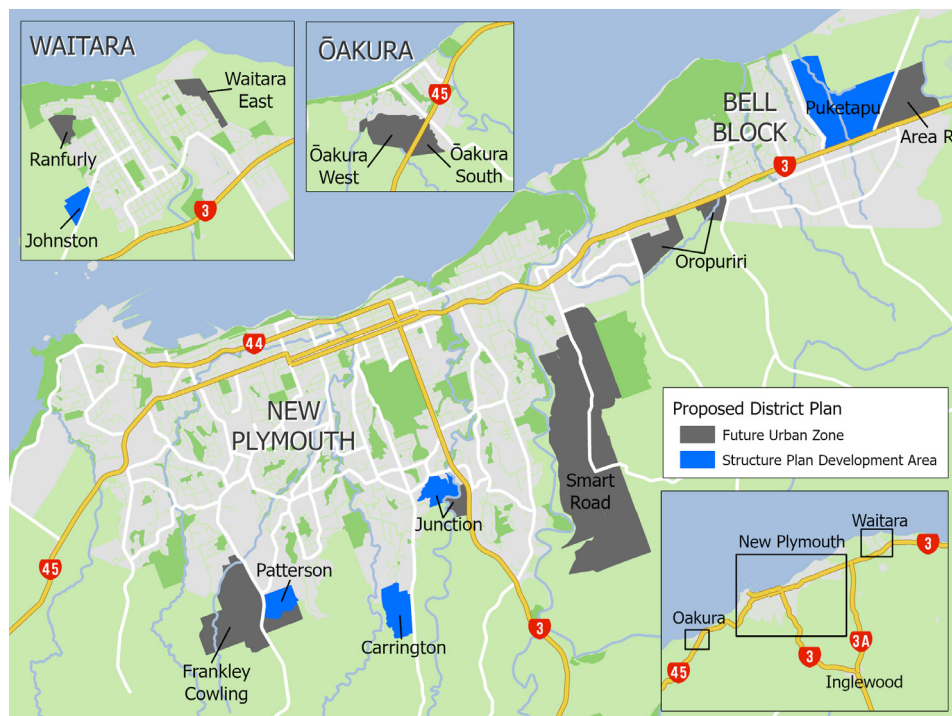 WAITARA
Waitara
East
Ranfurly
Johnston
3
ŌAKURA
45
Ōakura
West
Ōakura
South
BELL
BLOCK
Puketapu
Area R
3
Oropuriri
44
NEW
PLYMOUTH
Smart
Road
Junction
45
Patterson
Frankley
Cowling
Carrington
3
Proposed District Plan
Future Urban Zone
Structure Plan Development Area
Waitara
New Plymouth
3
Oakura
3A
45
3
Inglewood